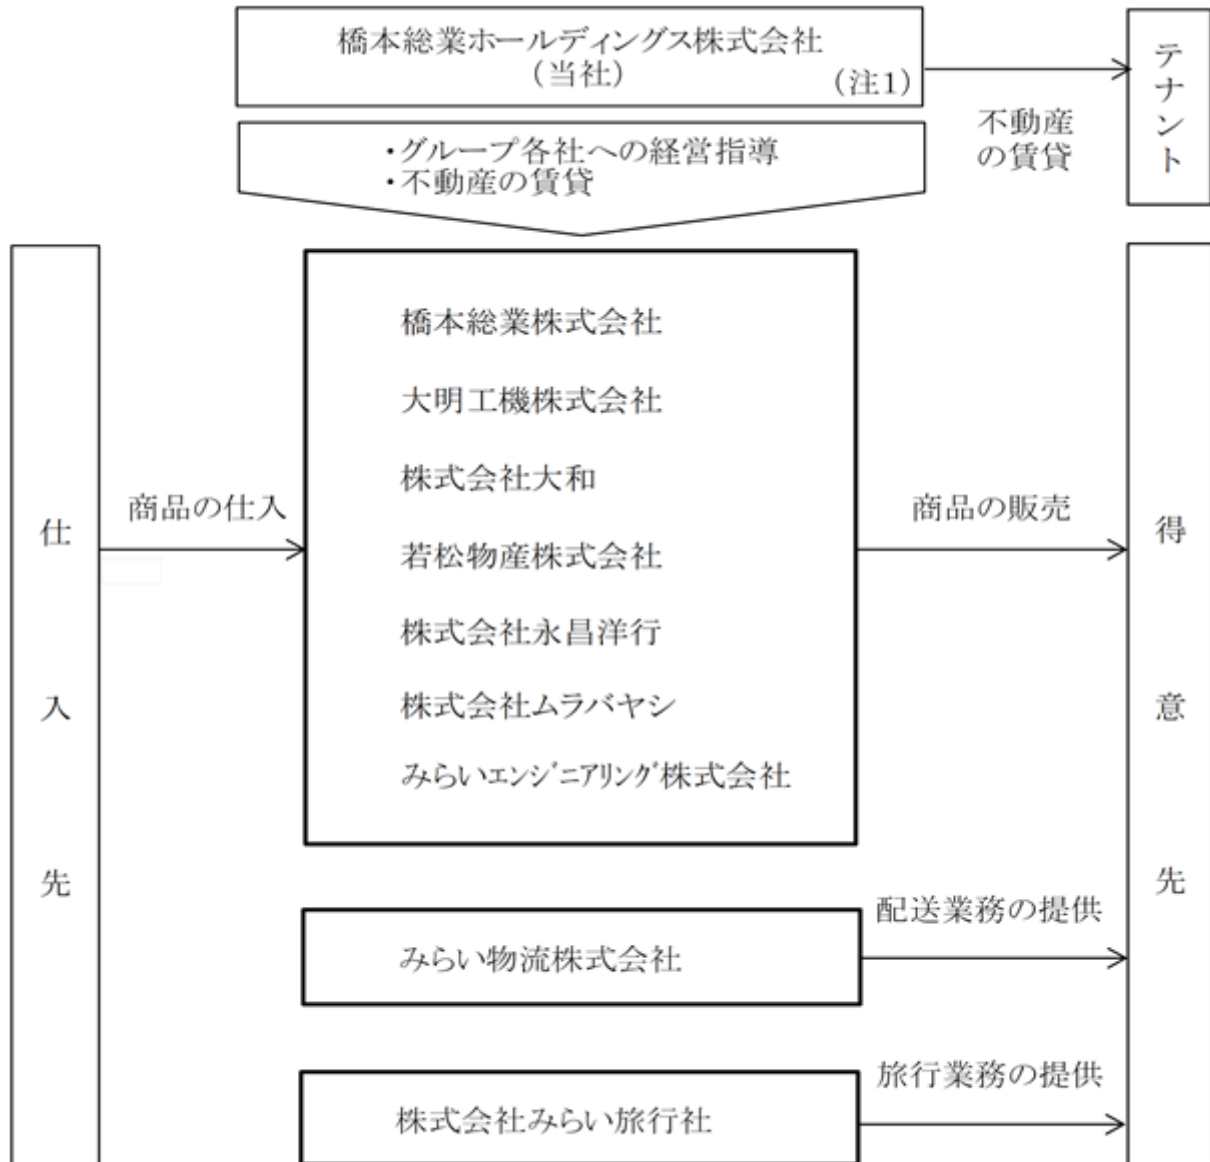 橋本総業ホールディングス株式会社
(当社)
(注1)
テナント
不動産
の賃貸
・グループ各社への経営指導
・不動産の賃貸
仕入先
商品の仕入
橋本総業株式会社
大明工機株式会社
株式会社大和
若松物産株式会社
株式会社永昌洋行
株式会社ムラバヤシ
みらいエンジニアリング株式会社
商品の販売
得意先
みらい物流株式会社
配送業務の提供
株式会社みらい旅行社
旅行業務の提供